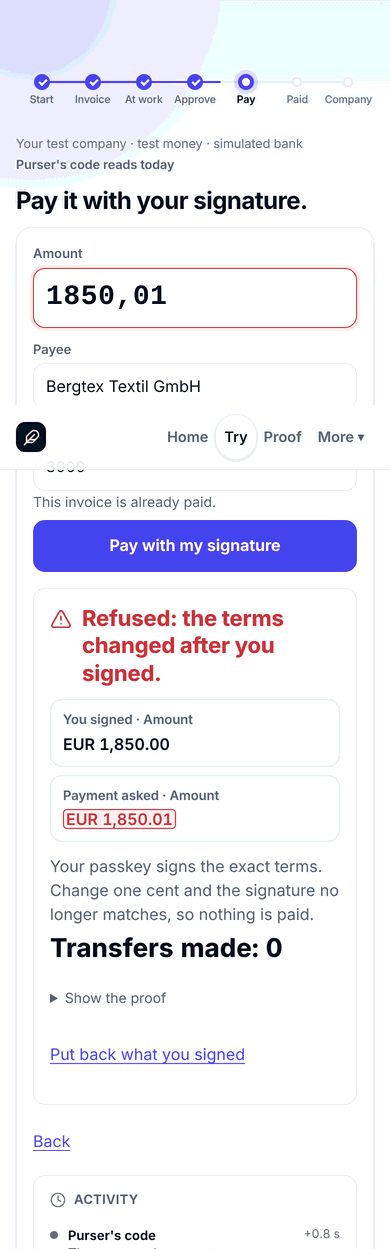 Start
Invoice
At work
Approve
Pay
Paid
Company
Your test company · test money · simulated bank
Purser's code reads today
Pay it with your signature.
Amount
1850,01
Payee
Bergtex Textil GmbH
Home
Try
Proof
More ▾
This invoice is already paid.
Pay with my signature
Refused: the terms
changed after you
signed.
You signed · Amount
EUR 1,850.00
Payment asked · Amount
EUR 1,850.01
Your passkey signs the exact terms.
Change one cent and the signature no
longer matches, so nothing is paid.
Transfers made: 0
▶ Show the proof
Put back what you signed
Back
ACTIVITY
Purser's code
+0.8 s